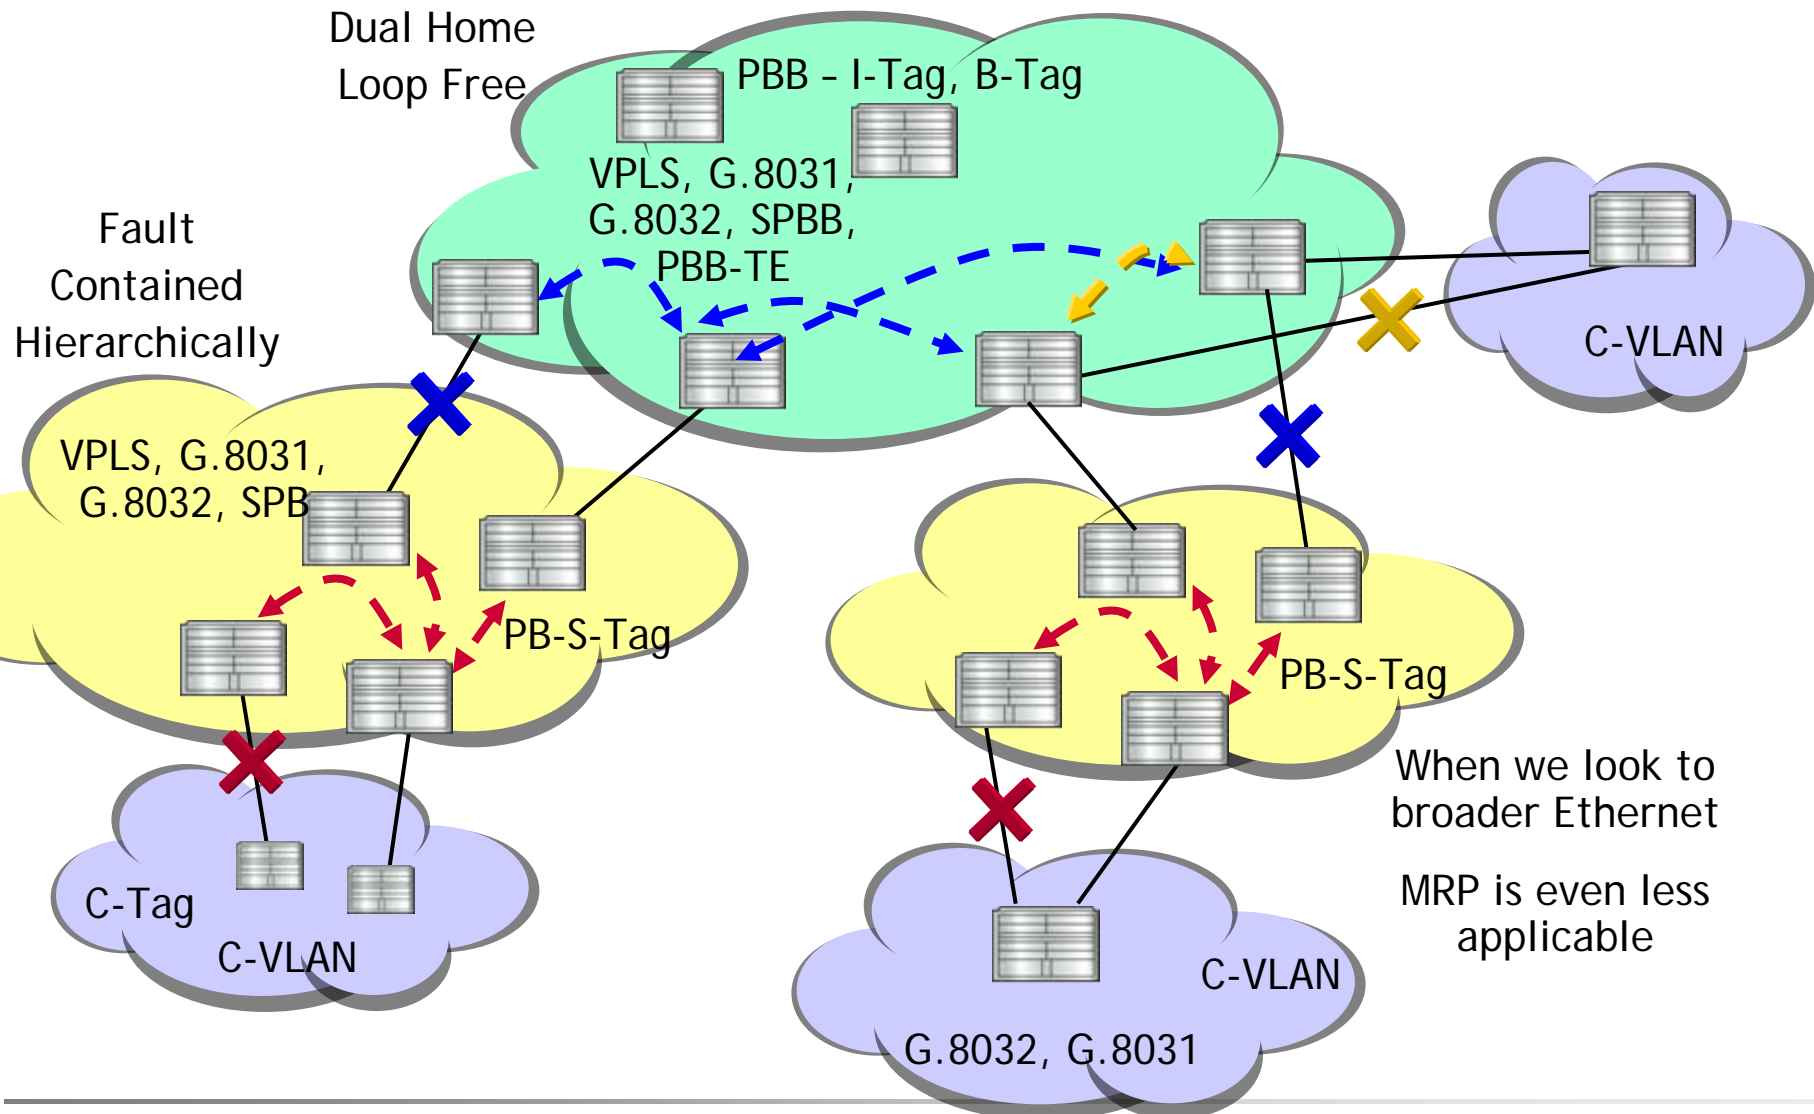 Dual Home
Loop Free
PBB – I-Tag, B-Tag
VPLS, G.8031,
G.8032, SPBB,
PBB-TE
Fault
Contained
Hierarchically
C-VLAN
VPLS, G.8031,
G.8032, SPB
PB-S-Tag
PB-S-Tag
C-Tag
C-VLAN
When we look to
broader Ethernet
MRP is even less
applicable
C-VLAN
G.8032, G.8031